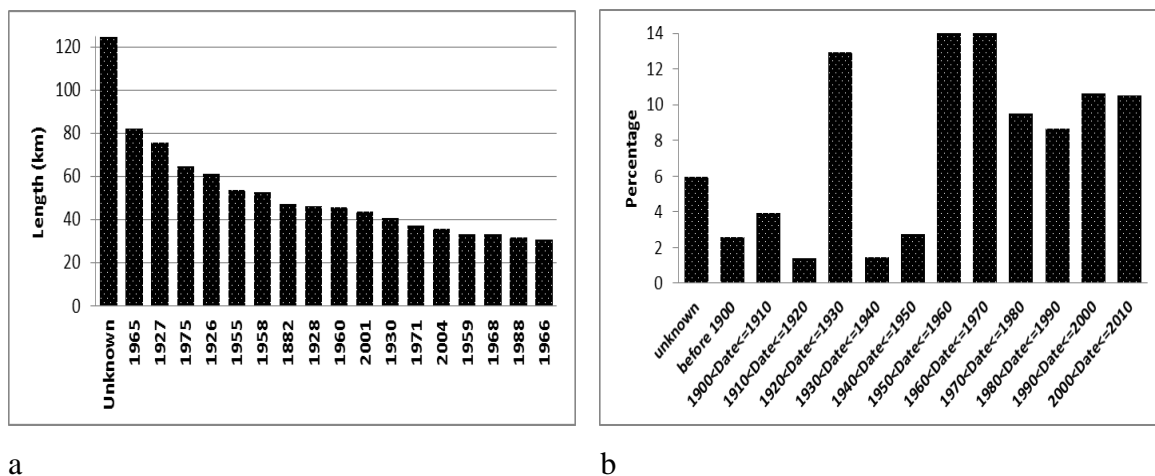 120
100
80
60
40
20
0
Length (km)
Unknown
1965
1927
1975
1926
1955
1958
1882
1928
1960
2001
1930
1971
2004
1959
1968
1988
1966
a
14
12
10
8
6
4
2
0
Percentage
unknown
before 1900
1900<Date<=1910
1910<Date<=1920
1920<Date<=1930
1930<Date<=1940
1940<Date<=1950
1950<Date<=1960
1960<Date<=1970
1970<Date<=1980
1980<Date<=1990
1990<Date<=2000
2000<Date<=2010
b